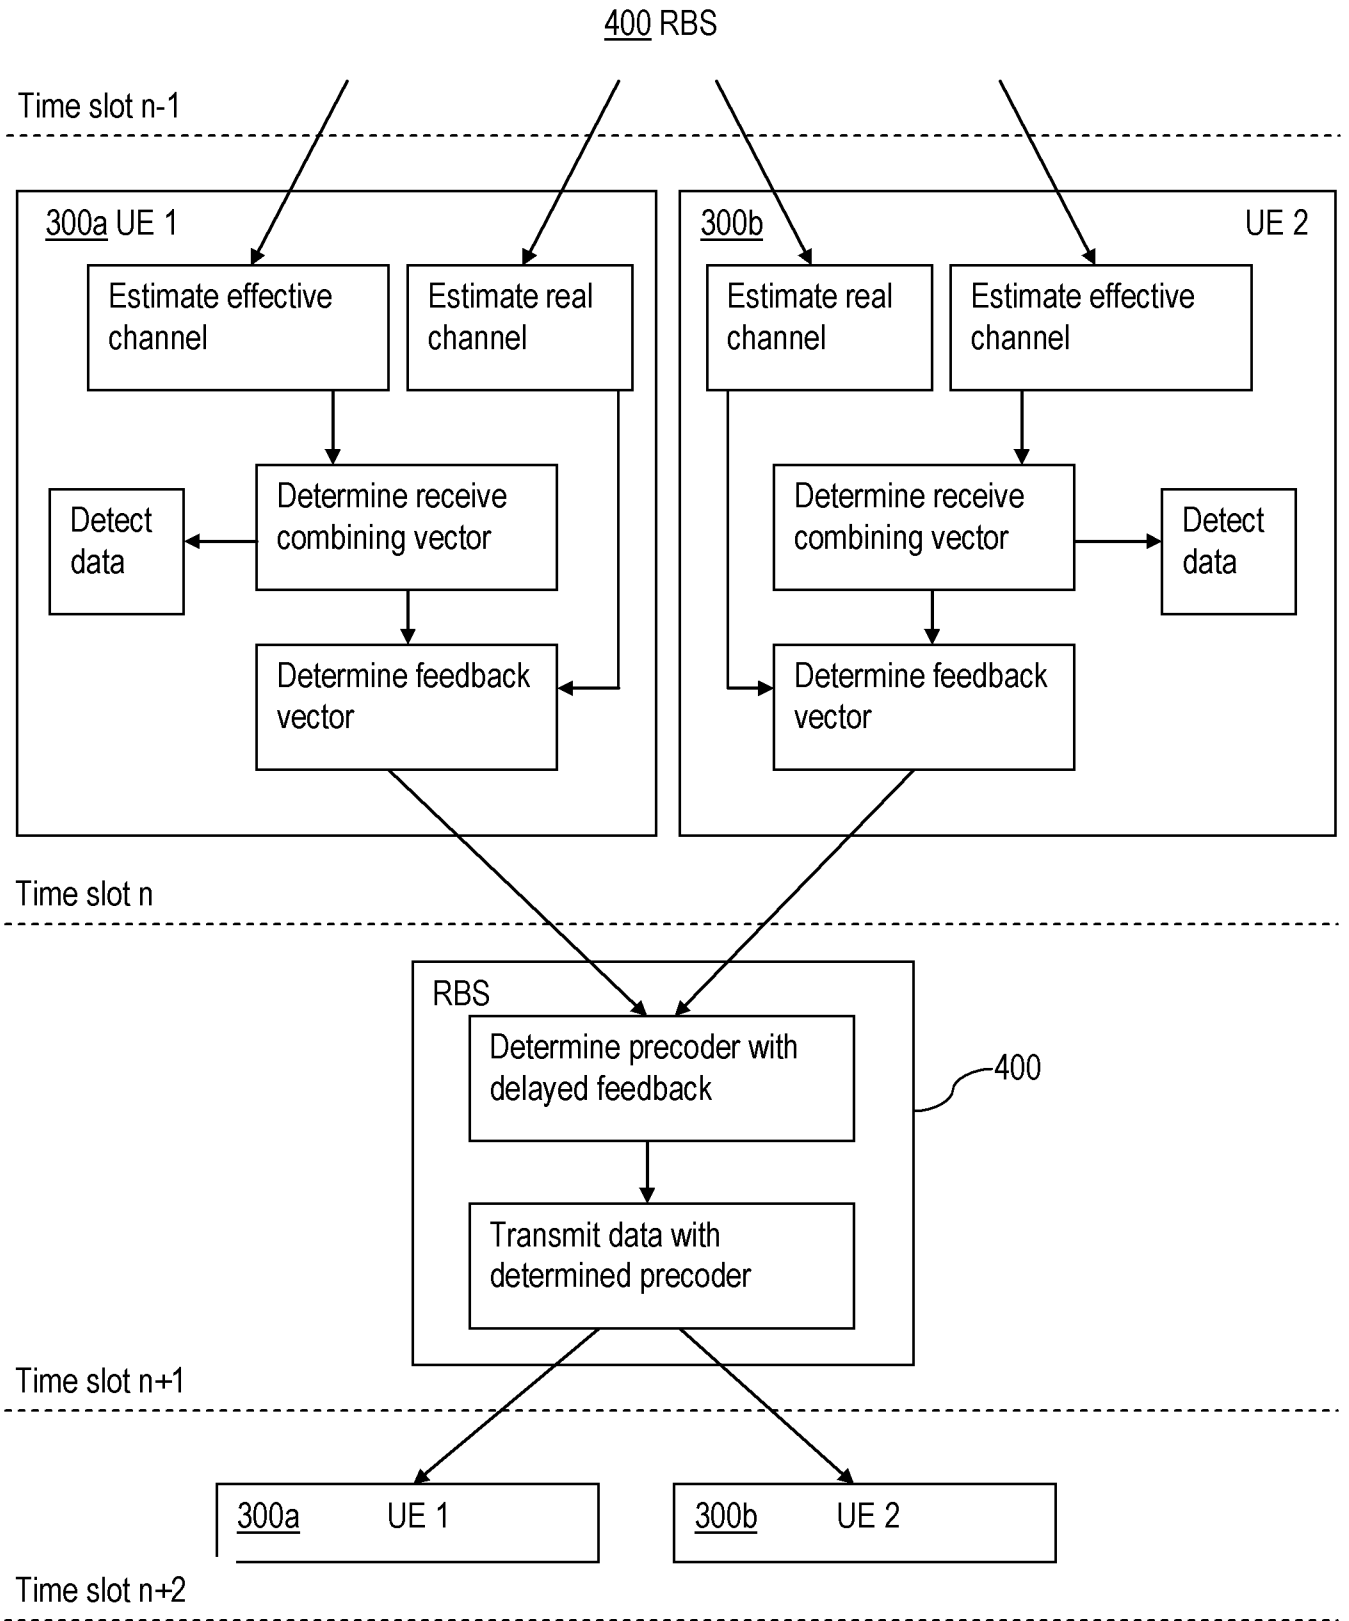 400 RBS
Time slot n-1
300a UE 1
300b UE 2
Estimate effective
channel
Estimate real
channel
Estimate real
channel
Estimate effective
channel
Determine receive
combining vector
Detect
data
Determine receive
combining vector
Detect
data
Determine feedback
vector
Determine feedback
vector
Time slot n
RBS
Determine precoder with
delayed feedback
400
Transmit data with
determined precoder
Time slot n+1
300a UE 1
300b UE 2
Time slot n+2